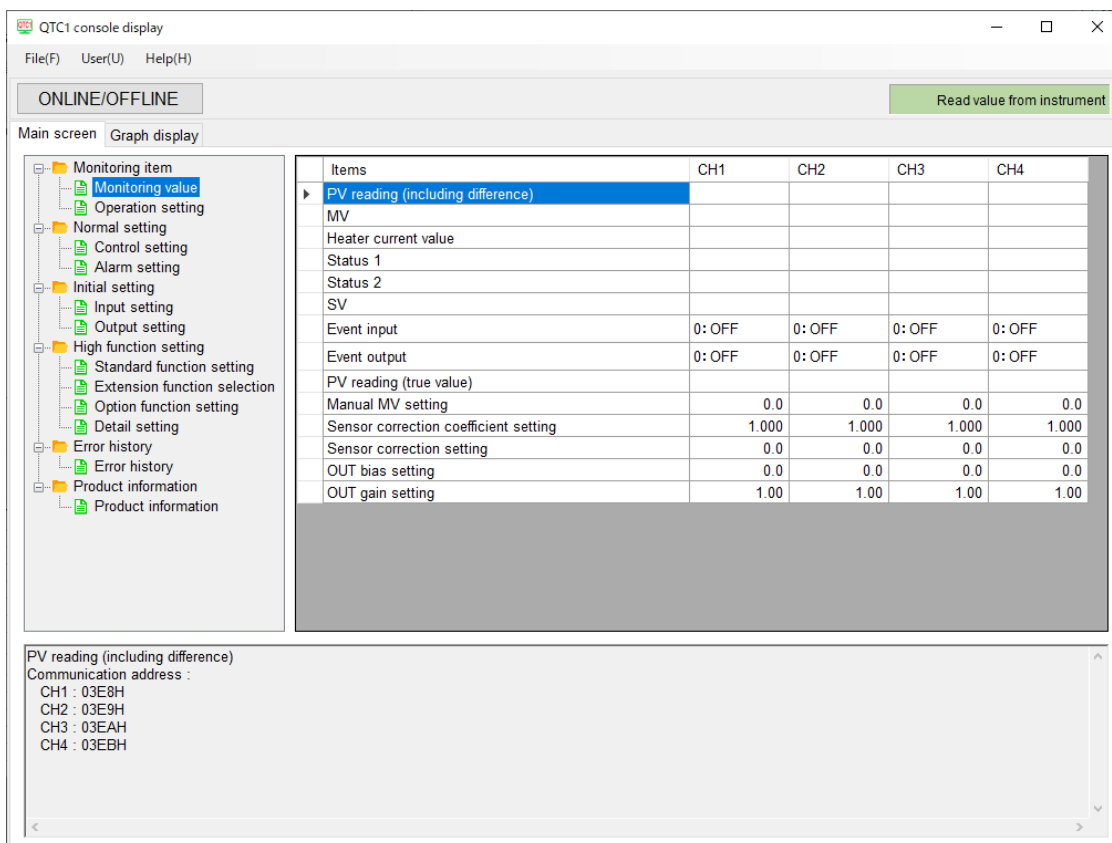 QTC1 console display
File(F) User(U) Help(H)
ONLINE/OFFLINE Read value from instrument
Main screen Graph display
Monitoring item
Monitoring value
Operation setting
Normal setting
Control setting
Alarm setting
Initial setting
Input setting
Output setting
High function setting
Standard function setting
Extension function selection
Option function setting
Detail setting
Error history
Error history
Product information
Product information
Items CH1 CH2 CH3 CH4
PV reading (including difference)
MV
Heater current value
Status 1
Status 2
SV
Event input 0: OFF 0: OFF 0: OFF 0: OFF
Event output 0: OFF 0: OFF 0: OFF 0: OFF
PV reading (true value)
Manual MV setting 0.0 0.0 0.0 0.0
Sensor correction coefficient setting 1.000 1.000 1.000 1.000
Sensor correction setting 0.0 0.0 0.0 0.0
OUT bias setting 0.0 0.0 0.0 0.0
OUT gain setting 1.00 1.00 1.00 1.00
PV reading (including difference)
Communication address :
CH1 : 03E8H
CH2 : 03E9H
CH3 : 03EAH
CH4 : 03EBH